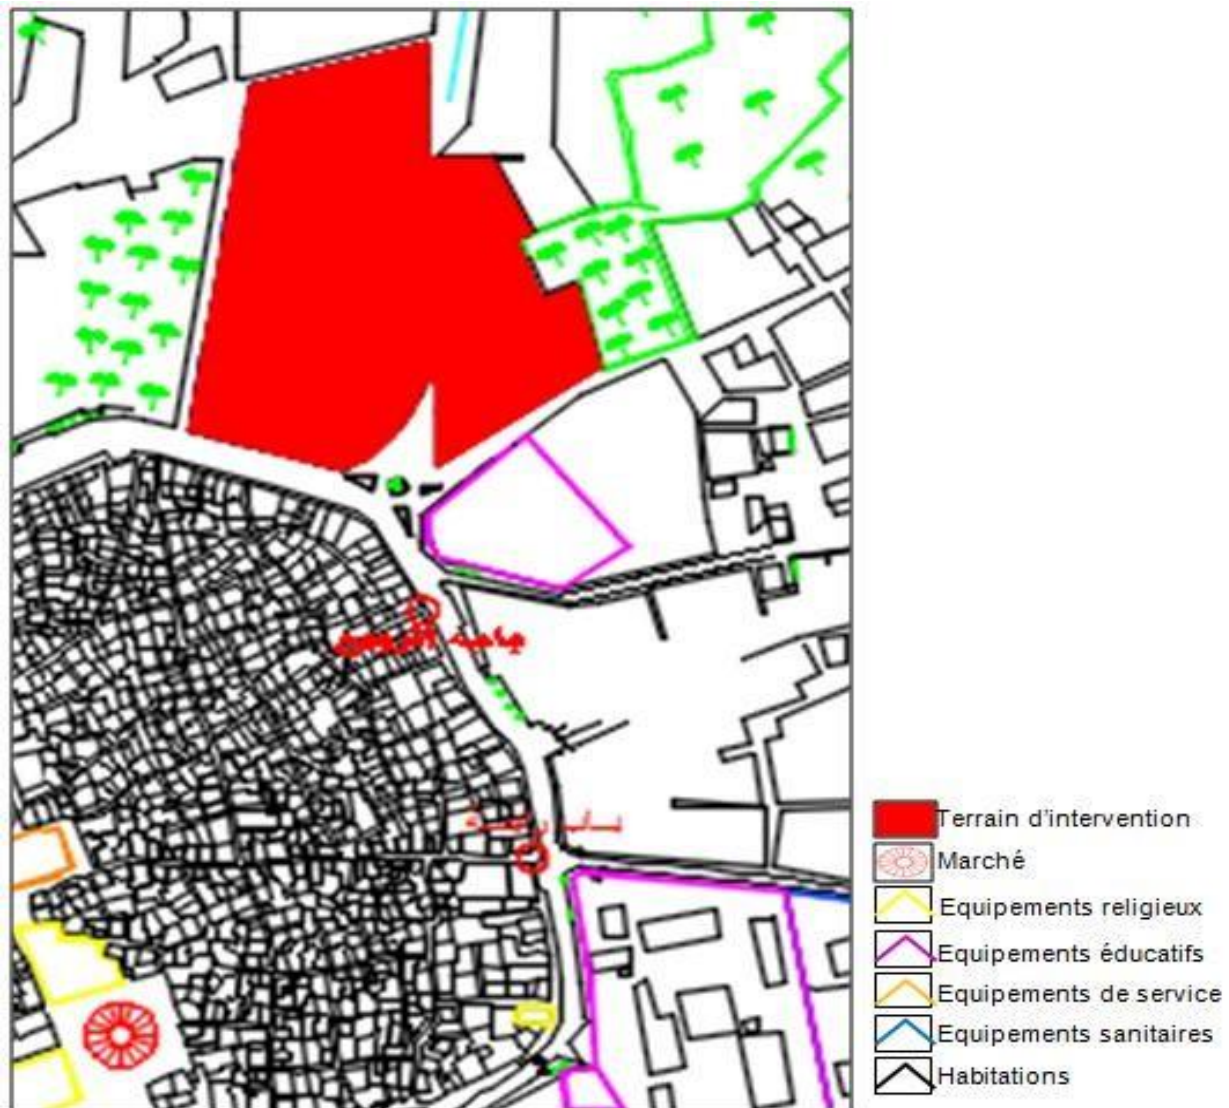 Terrain d'intervention
Marché
Equipements religieux
Equipements éducatifs
Equipements de service
Equipements sanitaires
Habitations